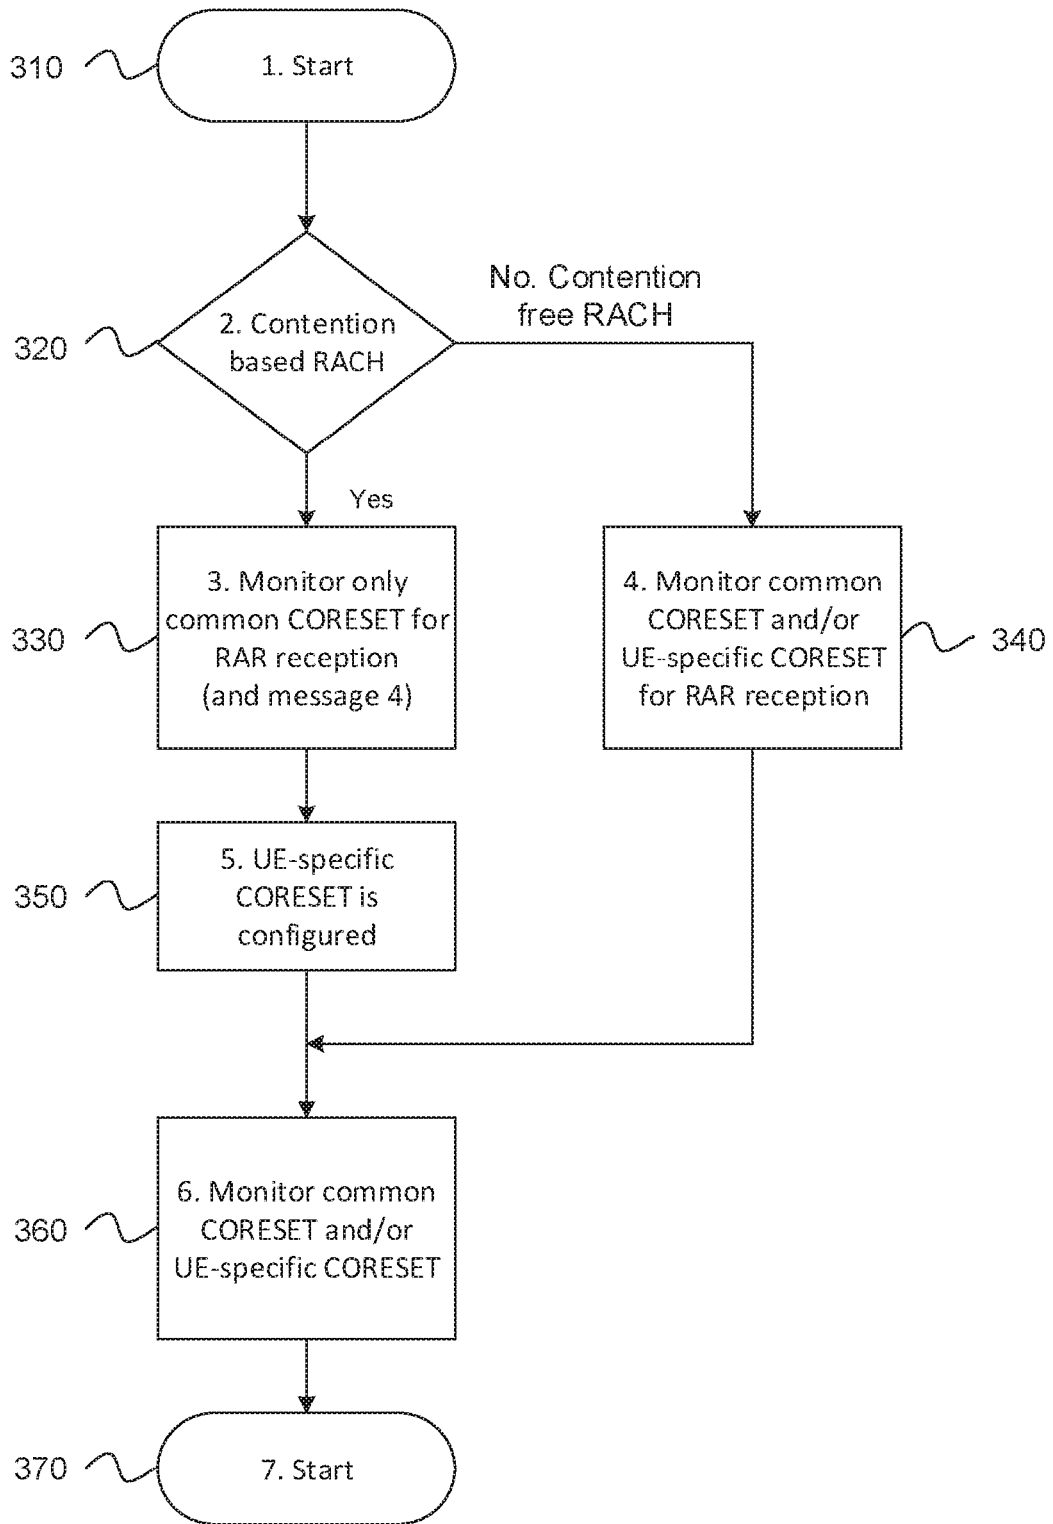 310
1. Start
No. Contention
free RACH
320
2. Contention
based RACH
Yes
330
3. Monitor only
common CORESET for
RAR reception
(and message 4)
4. Monitor common
CORESET and/or
UE-specific CORESET
for RAR reception
340
350
5. UE-specific
CORESET is
configured
360
6. Monitor common
CORESET and/or
UE-specific CORESET
370
7. Start